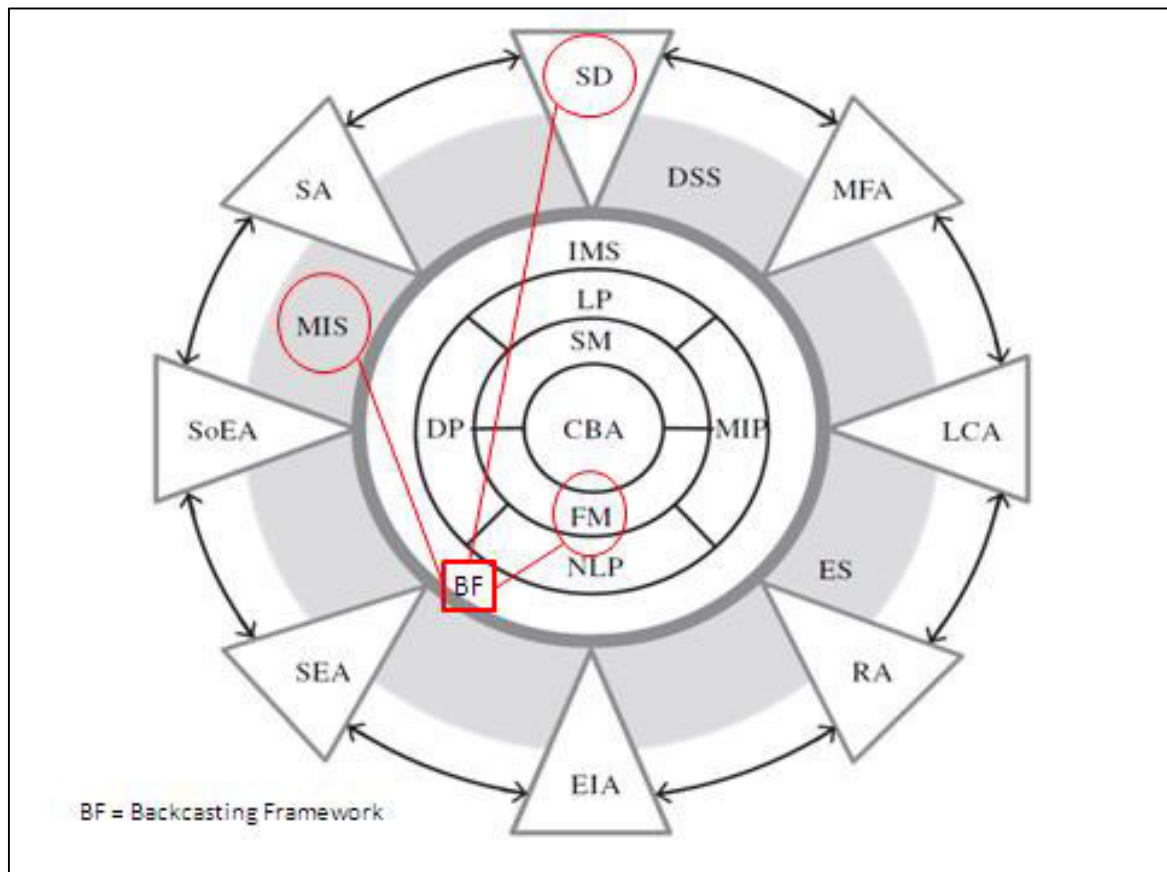 SD
DSS
SA
MFA
IMS
LP
MIS
SM
SoEA
DP
CBA
MIP
LCA
FM
NLP
BF
ES
SEA
RA
EIA
BF = Backcasting Framework